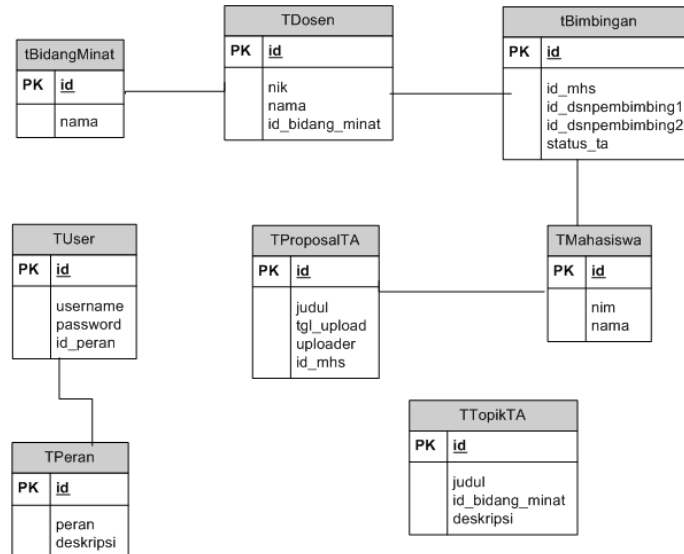 tBidangMinat
PK id
nama
TDosen
PK id
nik
nama
id_bidang_minat
tBimbingan
PK id
id_mhs
id_dsnpembimbing1
id_dsnpembimbing2
status_ta
TUser
PK id
username
password
id_peran
TProposalTA
PK id
judul
tgl_upload
uploader
id_mhs
TMahasiswa
PK id
nim
nama
TPeran
PK id
peran
deskripsi
TTopikTA
PK id
judul
id_bidang_minat
deskripsi